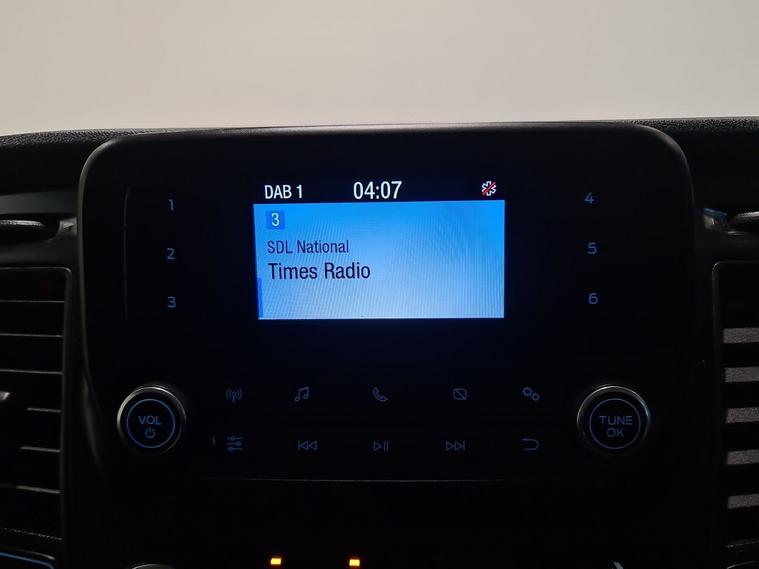 DAB 1 04:07
3
SDL National
Times Radio
1
2
3
4
5
6
VOL
TUNE
OK